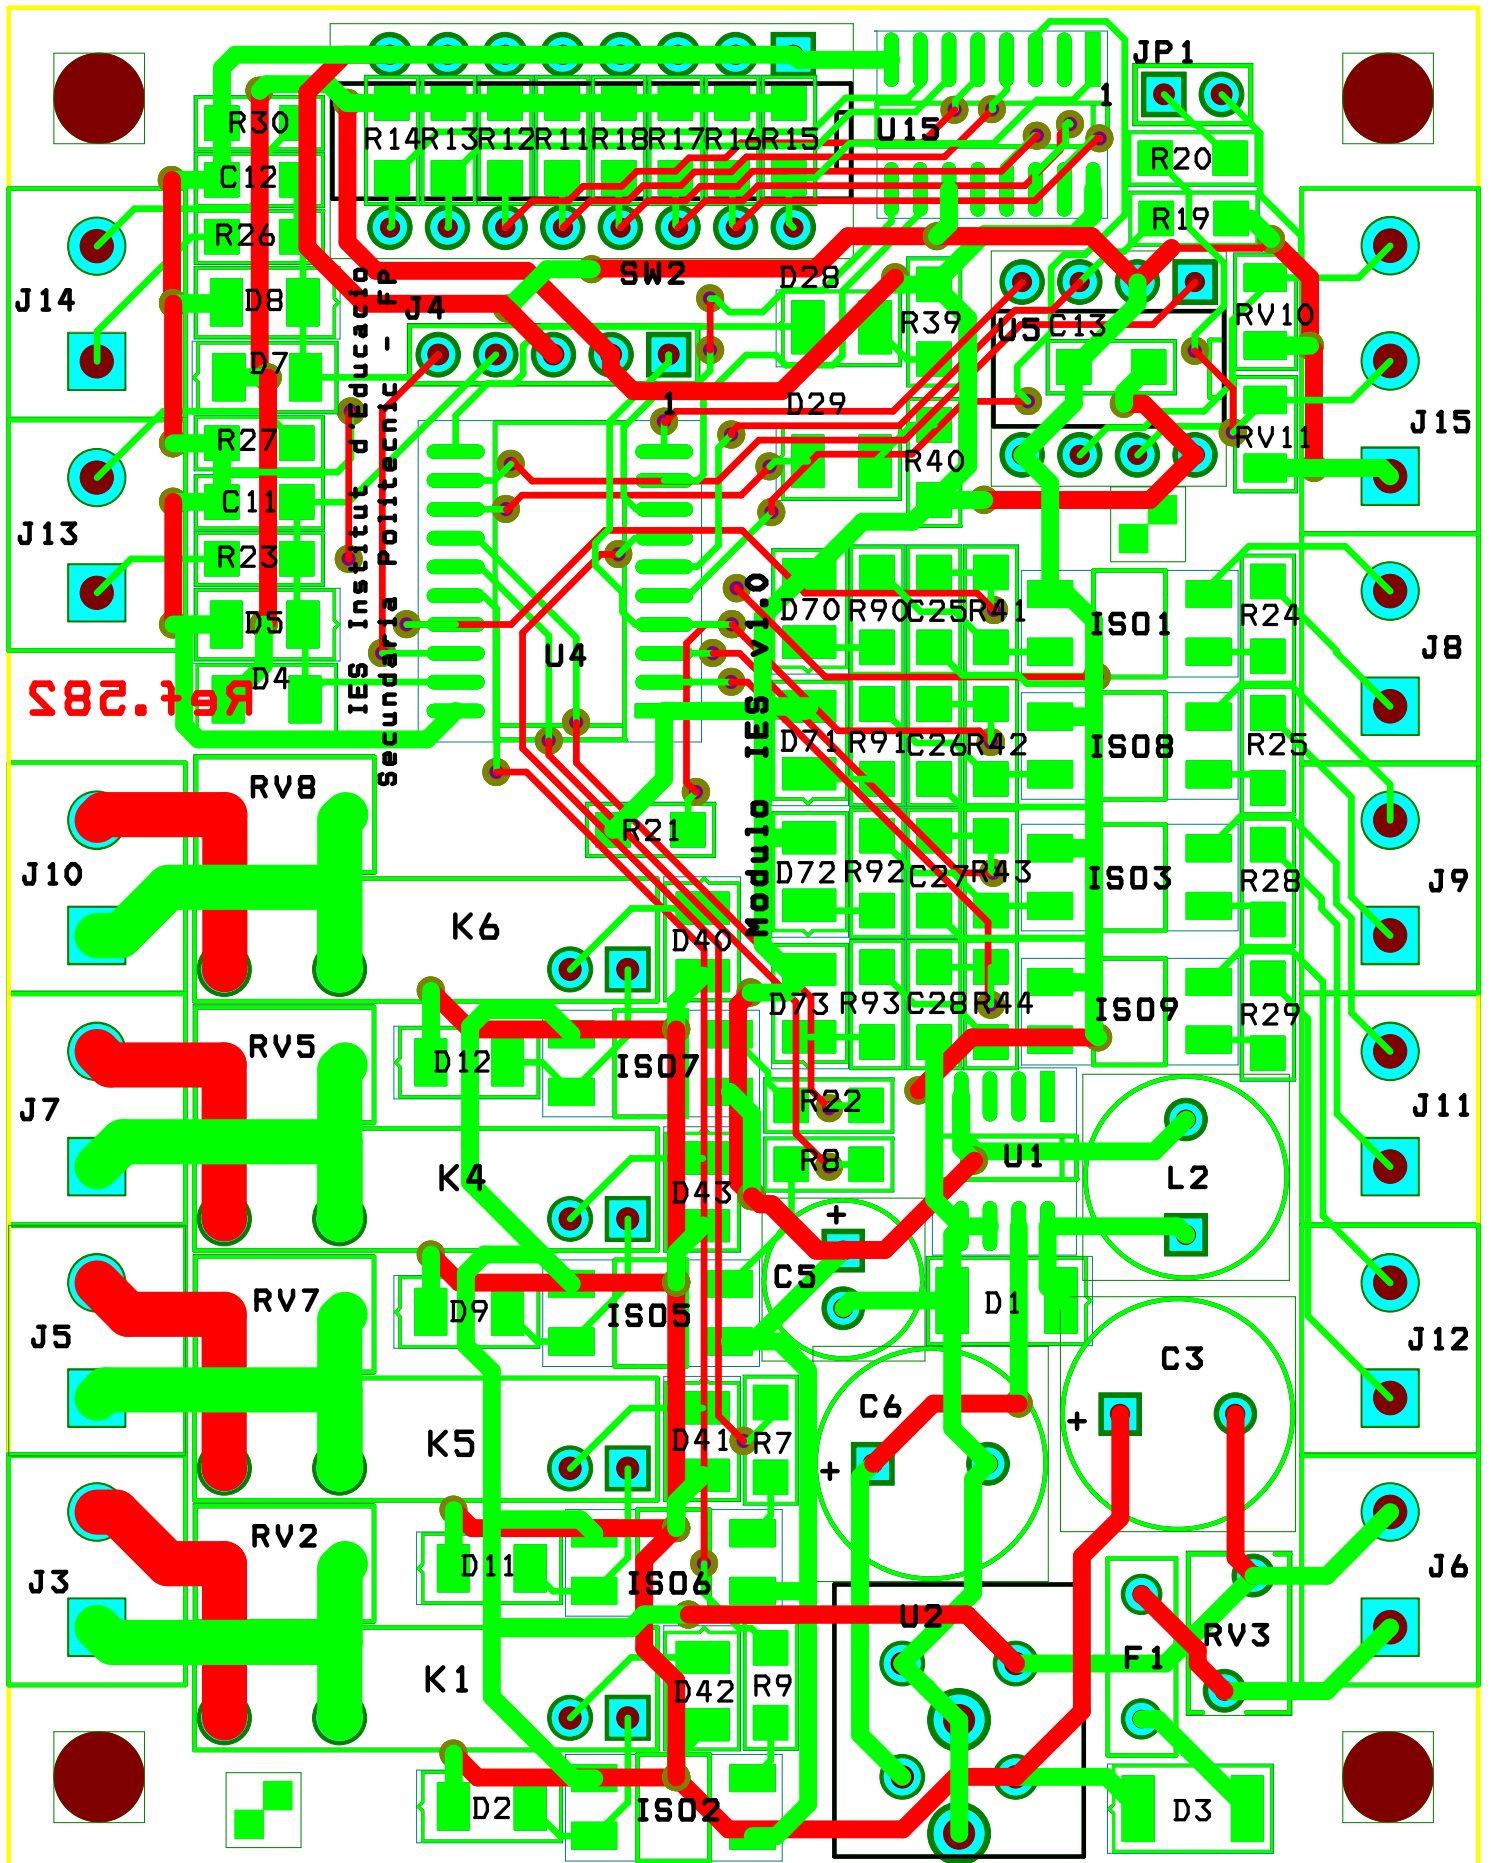 JP1
1
R30
R14 R13 R12 R11 R18 R17 R16 R15
U15
R20
C12
R19
R26
SW2
D28
J14
D8
J4
R39
U5
C13
RV10
D7
1
D29
J15
R27
RV11
R40
C11
J13
R23
IES Institut d'Educacio
Secundaria Politecnic - FP
Modulo IES v1.0
D5
U4
D70 R90 C25 R41
ISO1
R24
J8
D4
Ref.582
D71 R91 C26 R42
ISO8
R25
RV8
R21
J10
D72 R92 C27 R43
ISO3
R28
J9
K6
D40
D73 R93 C28 R44
ISO9
R29
RV5
D12
ISO7
J7
R22
J11
R8
U1
K4
D43
L2
+
C5
RV7
D9
ISO5
D1
J5
J12
C3
C6
+
K5
D41
R7
+
RV2
D11
ISO6
J3
J6
U2
RV3
F1
K1
D42
R9
D2
ISO2
D3